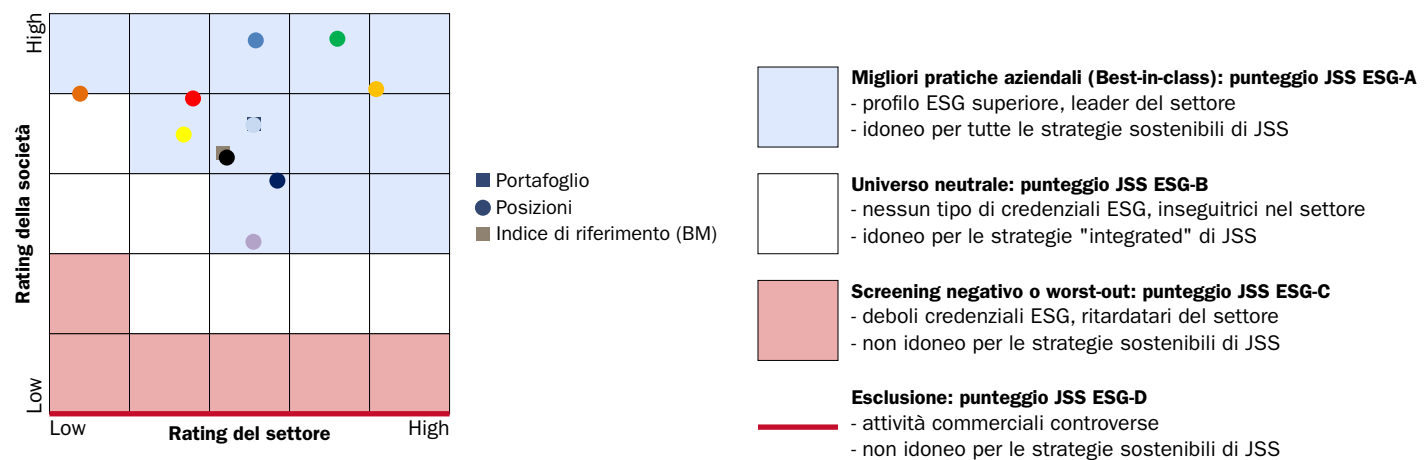 High
Rating della società
Low
Low
Rating del settore
High
Portafoglio
Posizioni
Indice di riferimento (BM)
Migliori pratiche aziendali (Best-in-class): punteggio JSS ESG-A
- profilo ESG superiore, leader del settore
- idoneo per tutte le strategie sostenibili di JSS
Universo neutrale: punteggio JSS ESG-B
- nessun tipo di credenziali ESG, inseguitrici nel settore
- idoneo per le strategie "integrated" di JSS
Screening negativo o worst-out: punteggio JSS ESG-C
- deboli credenziali ESG, ritardatari del settore
- non idoneo per le strategie sostenibili di JSS
Esclusione: punteggio JSS ESG-D
- attività commerciali controverse
- non idoneo per le strategie sostenibili di JSS